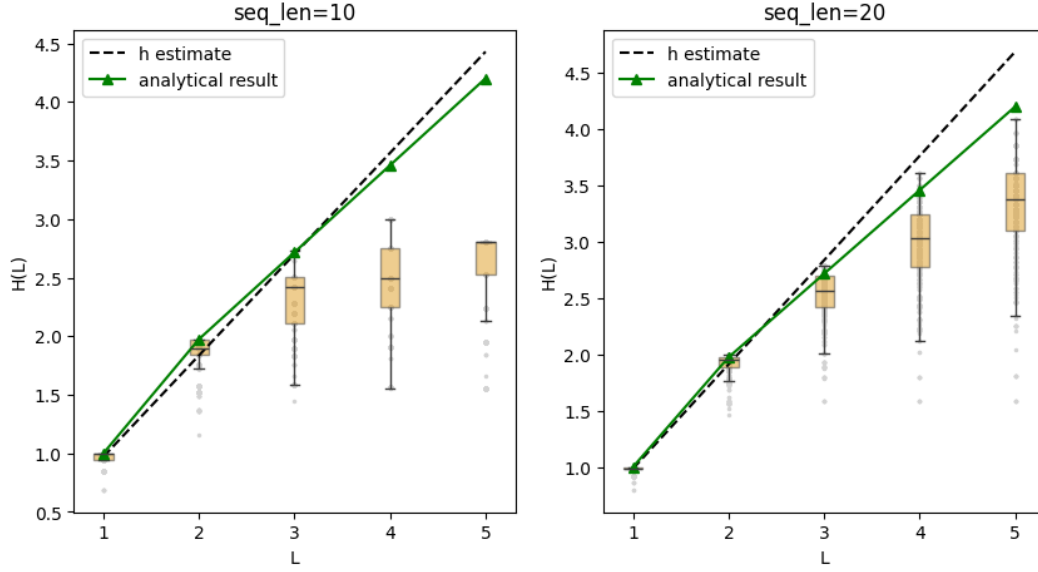 seq_len=10
4.5
4.0
3.5
3.0
2.5
2.0
1.5
1.0
0.5
H(L)
h estimate
analytical result
1 2 3 4 5
L
seq_len=20
4.5
4.0
3.5
3.0
2.5
2.0
1.5
1.0
H(L)
h estimate
analytical result
1 2 3 4 5
L